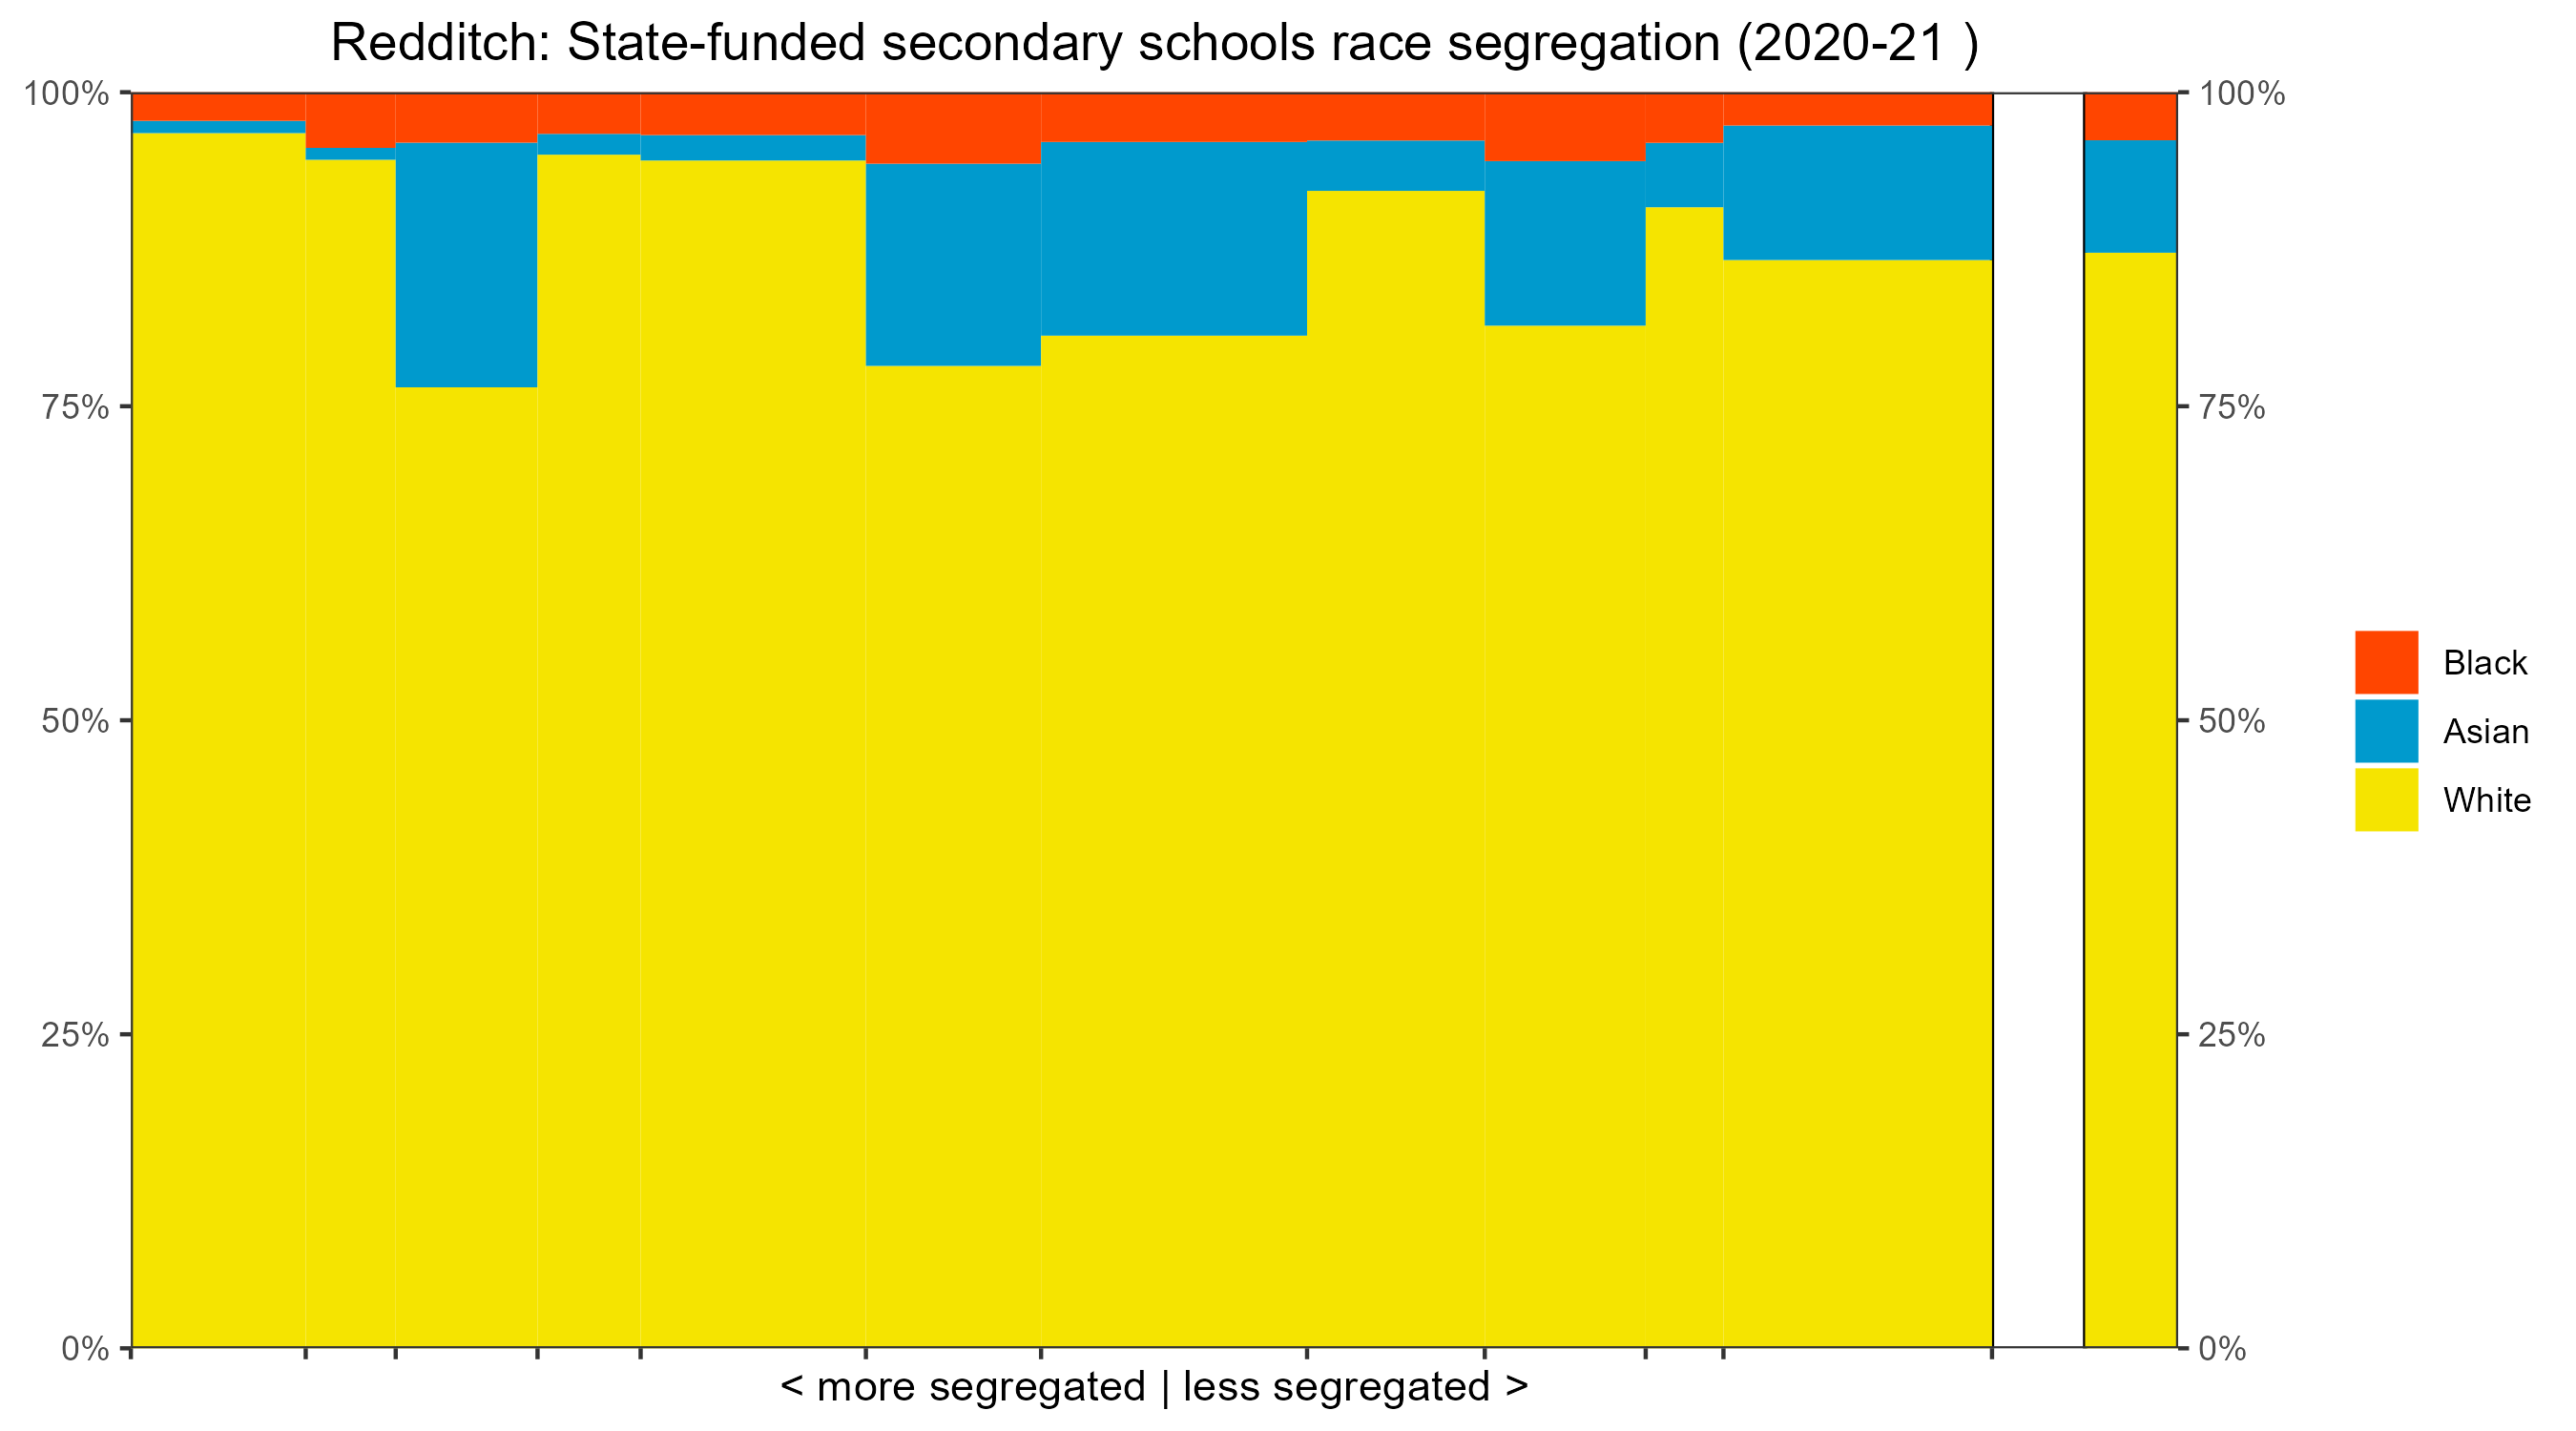 Redditch: State-funded secondary schools race segregation (2020-21 )
100%
75%
50%
25%
0%
100%
75%
50%
25%
0%
Black
Asian
White
< more segregated | less segregated >